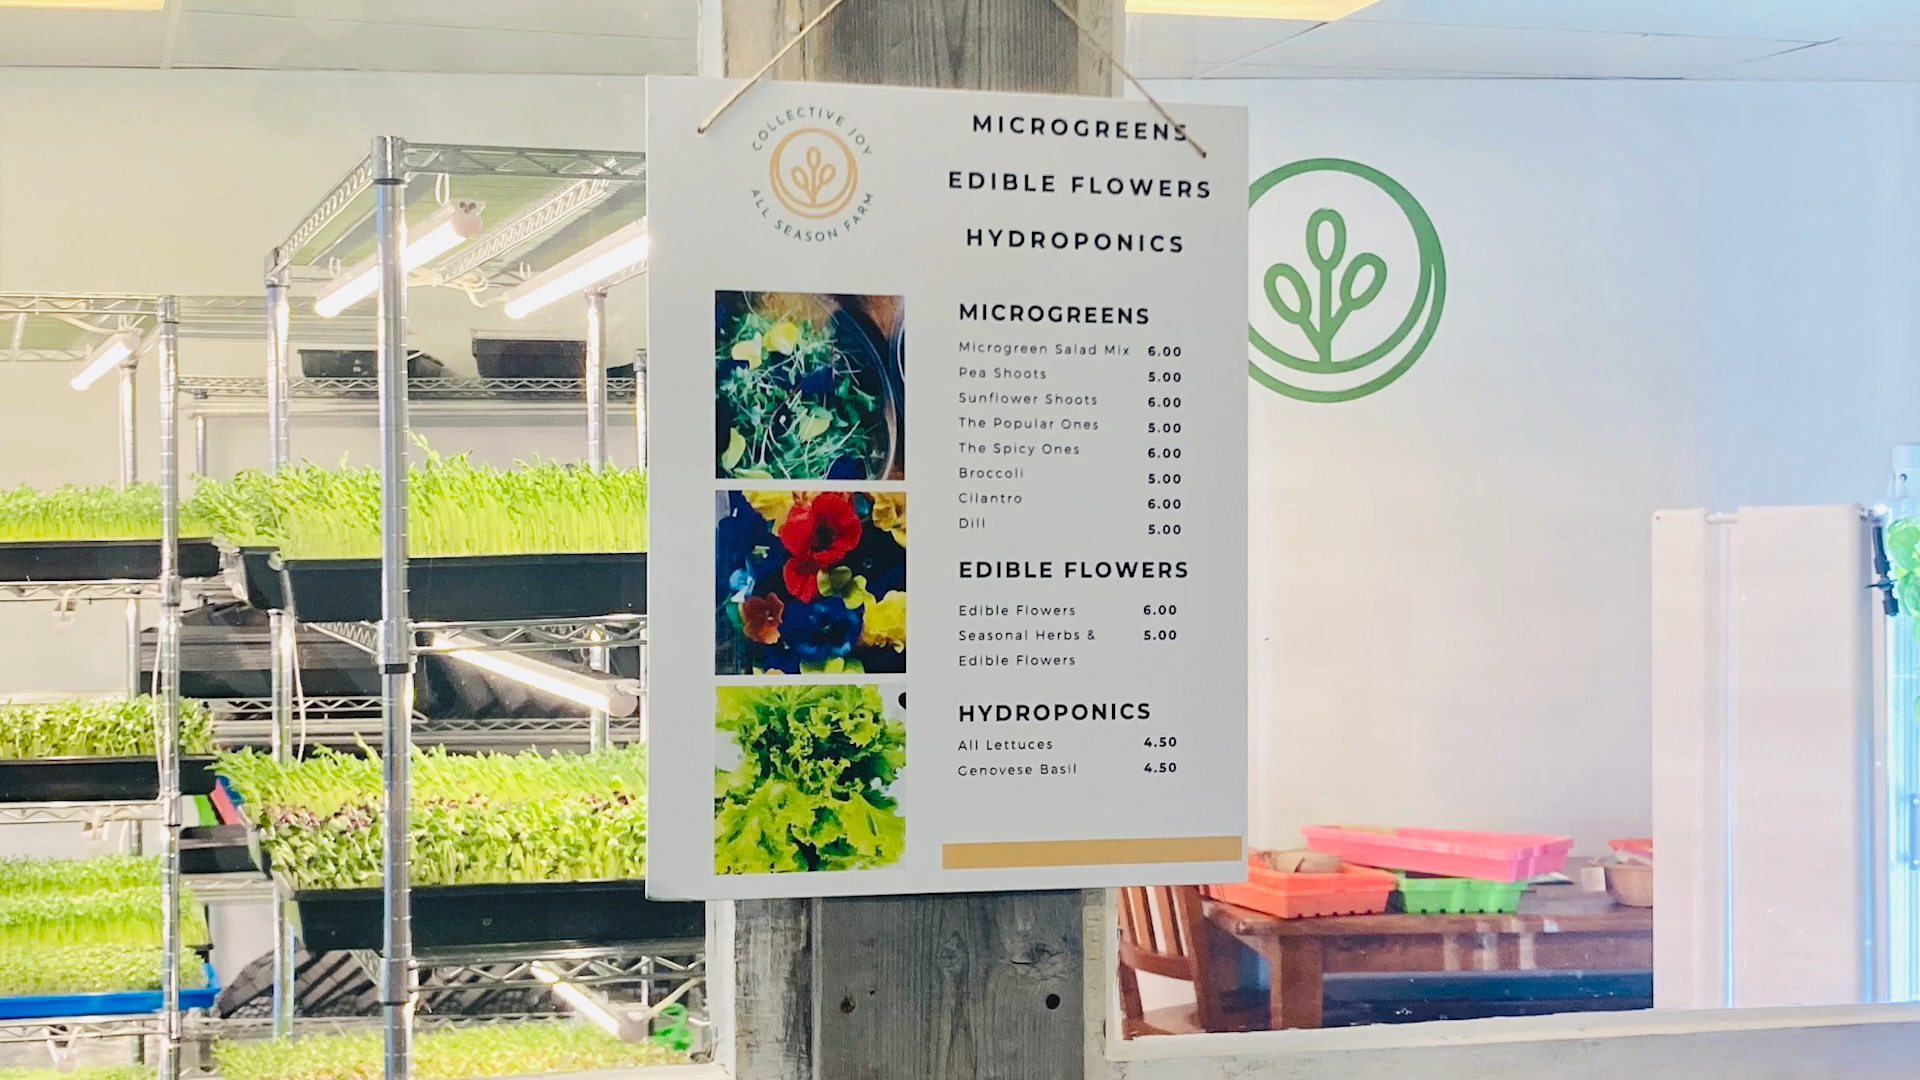 COLLECTIVE JOY
ALL SEASON FARM
MICROGREENS
EDIBLE FLOWERS
HYDROPONICS
MICROGREENS
Microgreen Salad Mix 6.00
Pea Shoots 5.00
Sunflower Shoots 6.00
The Popular Ones 5.00
The Spicy Ones 6.00
Broccoli 5.00
Cilantro 6.00
Dill 5.00
EDIBLE FLOWERS
Edible Flowers 6.00
Seasonal Herbs & 5.00
Edible Flowers
HYDROPONICS
All Lettuces 4.50
Genovese Basil 4.50